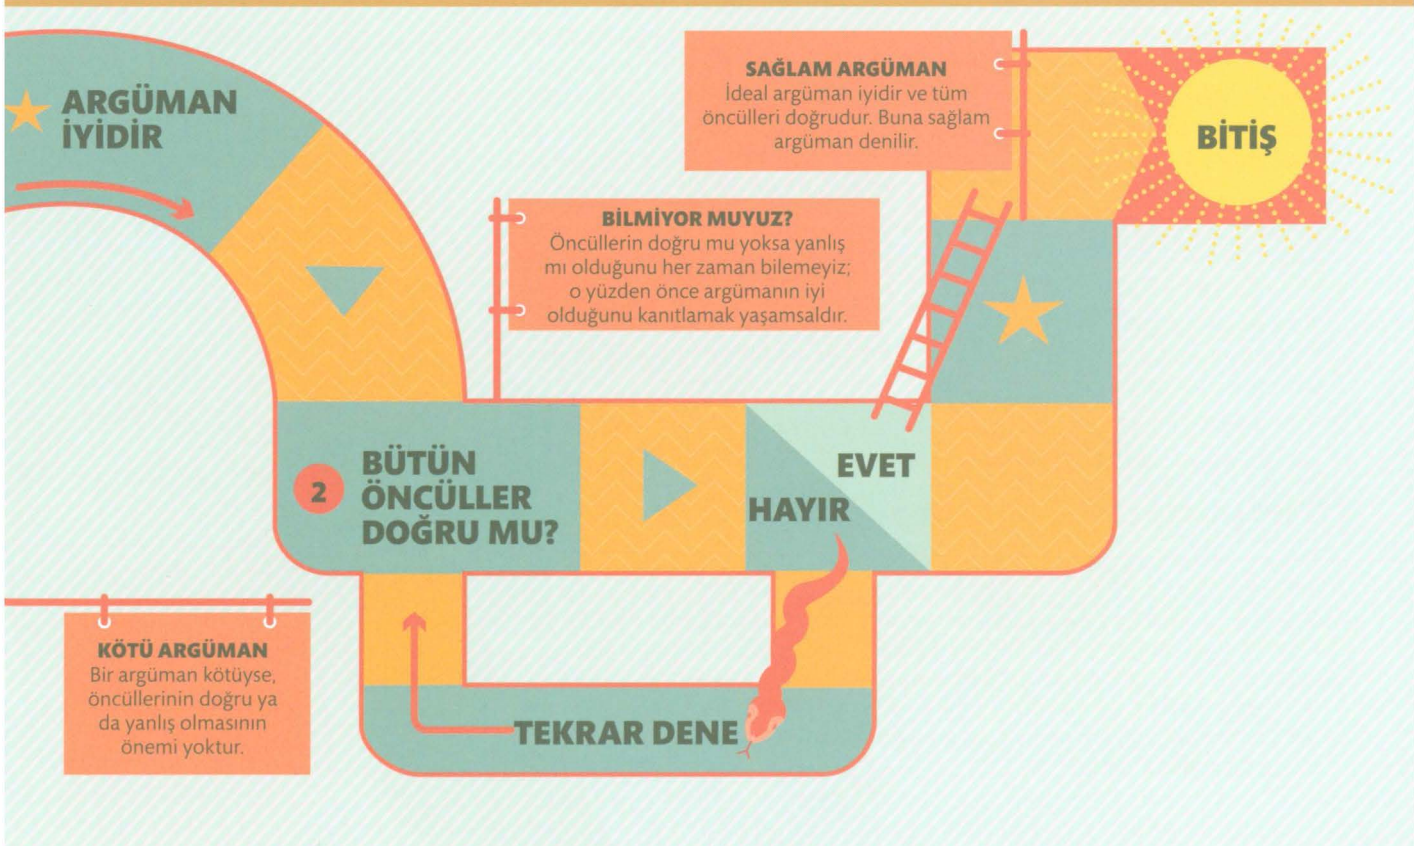 ARGÜMAN
İYİDİR
SAĞLAM ARGÜMAN
İdeal argüman iyidir ve tüm
öncülleri doğrudur. Buna sağlam
argüman denilir.
BİTİŞ
BİLMİYOR MUYUZ?
Öncüllerin doğru mu yoksa yanlış
mı olduğunu her zaman bilemeyiz;
o yüzden önce argümanın iyi
olduğunu kanıtlamak yaşamsaldır.
2
BÜTÜN
ÖNCÜLLER
DOĞRU MU?
EVET
HAYIR
KÖTÜ ARGÜMAN
Bir argüman kötüyse,
öncüllerinin doğru ya
da yanlış olmasının
önemi yoktur.
TEKRAR DENE